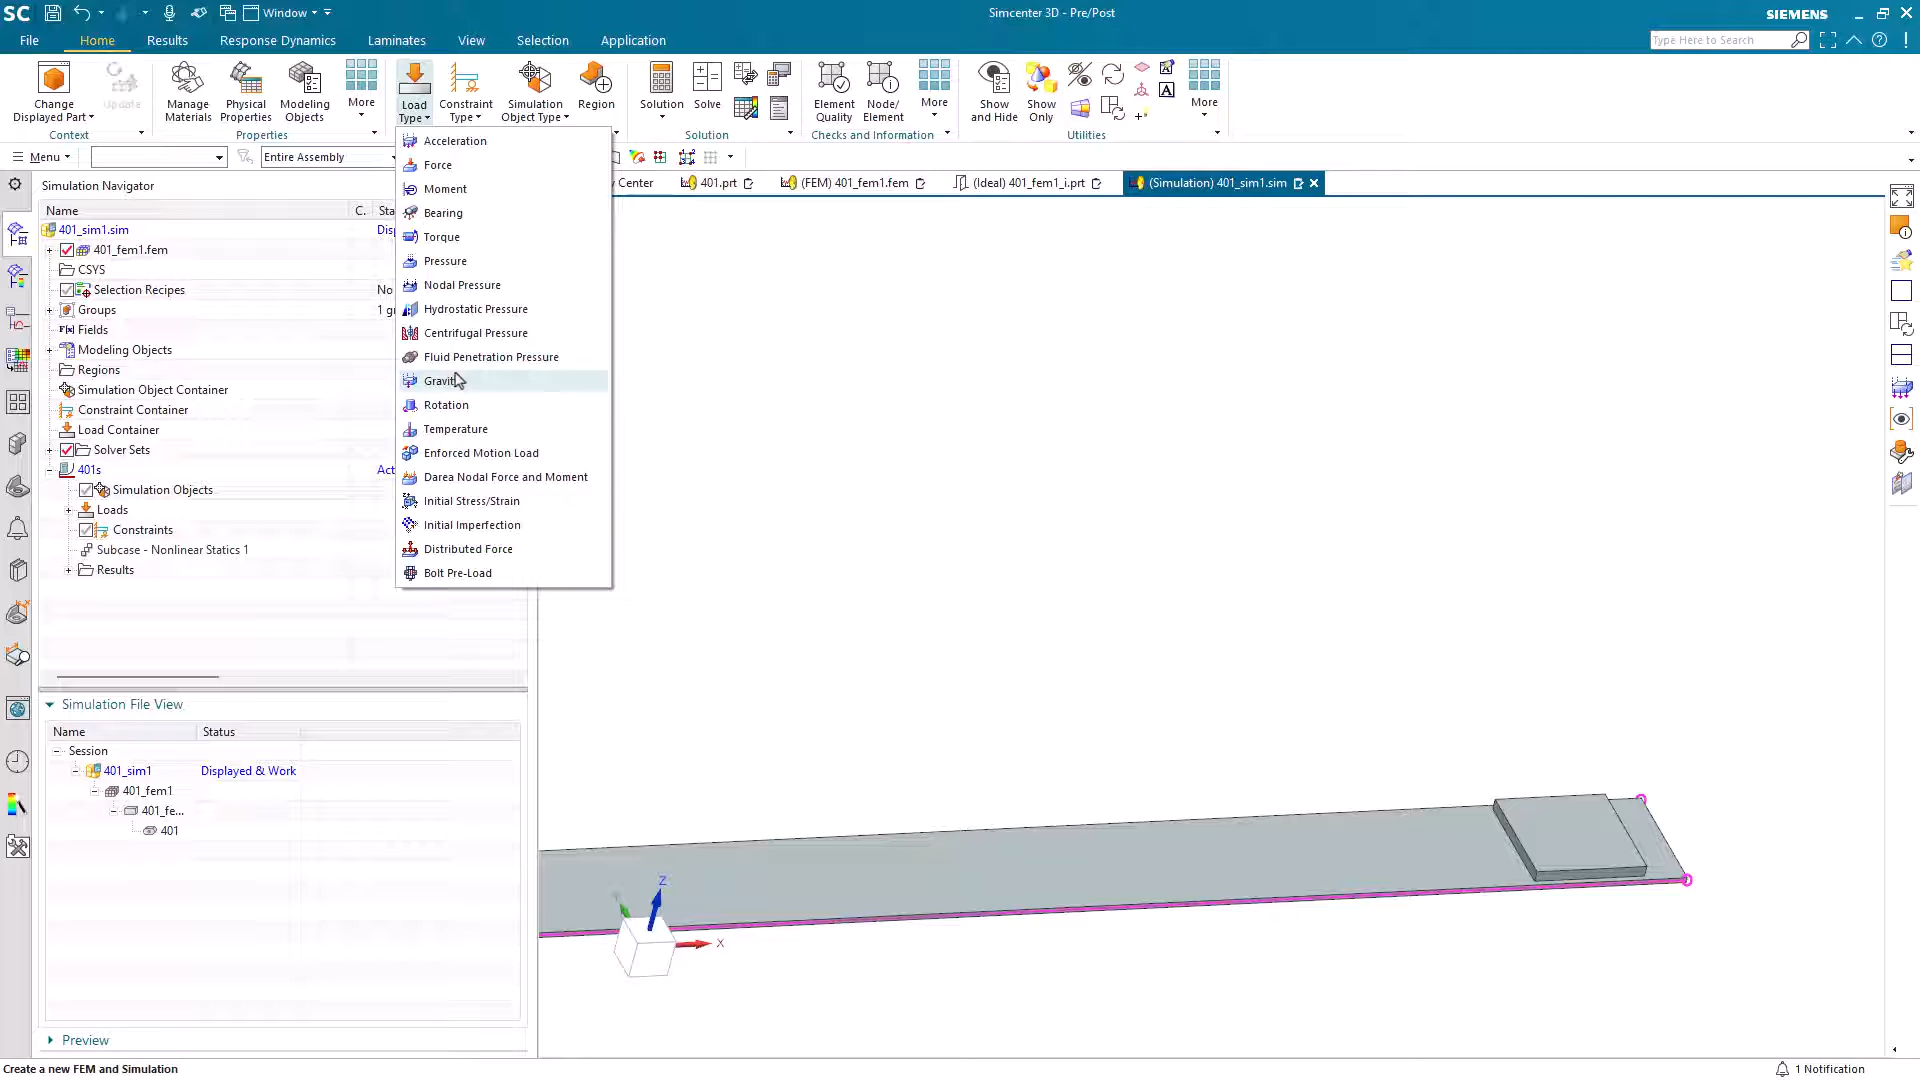 SC
Window
Simcenter 3D - Pre/Post
SIEMENS
File
Home
Results
Response Dynamics
Laminates
View
Selection
Application
Type Here to Search
Change
Displayed Part
Update
Manage
Materials
Physical
Properties
Modeling
Objects
More
Load
Type
Constraint
Type
Simulation
Object Type
Region
Solution
Solve
Element
Quality
Node/
Element
More
Show
and Hide
Show
Only
More
Context
Properties
Solution
Checks and Information
Utilities
Menu
Entire Assembly
Center
401.prt
(FEM) 401_fem1.fem
(Ideal) 401_fem1_i.prt
(Simulation) 401_sim1.sim
Acceleration
Force
Moment
Bearing
Torque
Pressure
Nodal Pressure
Hydrostatic Pressure
Centrifugal Pressure
Fluid Penetration Pressure
Rotation
Temperature
Enforced Motion Load
Darea Nodal Force and Moment
Initial Stress/Strain
Initial Imperfection
Distributed Force
Bolt Pre-Load
Simulation Navigator
Name
C.
401_sim1.sim
401_fem1.fem
CSYS
Selection Recipes
No
Groups
Fields
Modeling Objects
Regions
Simulation Object Container
Constraint Container
Load Container
Solver Sets
401s
Simulation Objects
Loads
Constraints
Subcase - Nonlinear Statics 1
Results
Simulation File View
Name
Status
Session
401_sim1
Displayed & Work
401_fem1
401_fe...
401
Preview
Z
X
Create a new FEM and Simulation
1 Notification